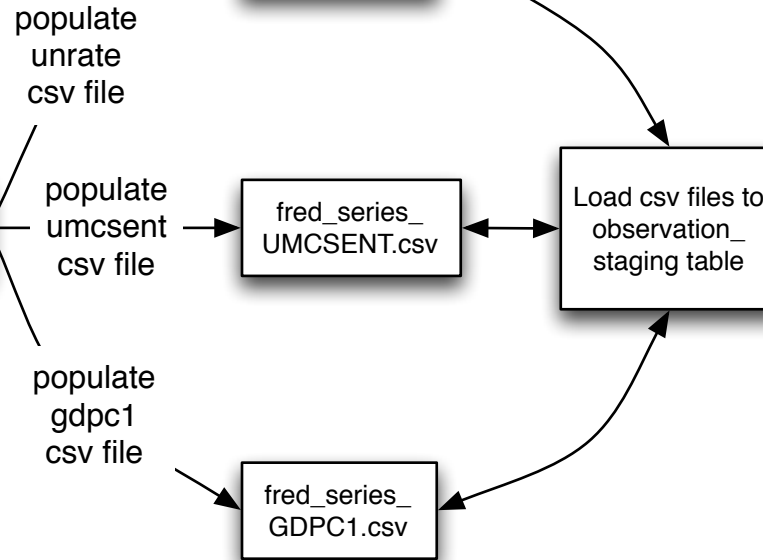 populate
unrate
csv file
populate
umcsent
csv file
fred_series_
UMCSENT.csv
Load csv files to
observation_
staging table
populate
gdpc1
csv file
fred_series_
GDPC1.csv